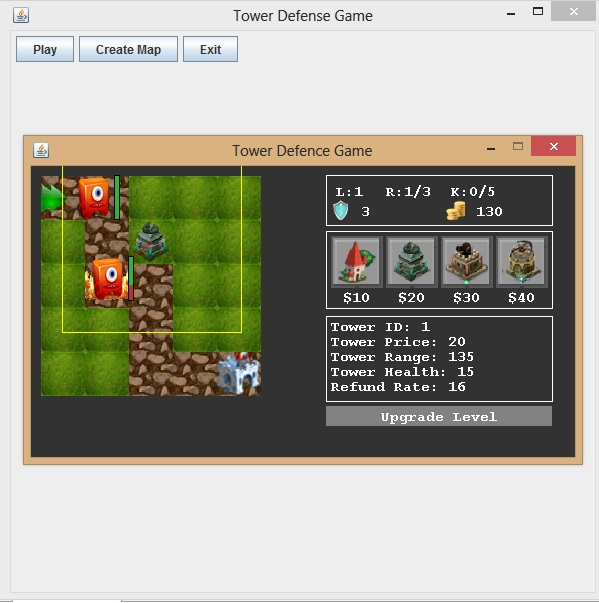 Tower Defense Game
Play Create Map Exit
Tower Defence Game
L:1 R:1/3 K:0/5
3 130
$10 $20 $30 $40
Tower ID: 1
Tower Price: 20
Tower Range: 135
Tower Health: 15
Refund Rate: 16
Upgrade Level